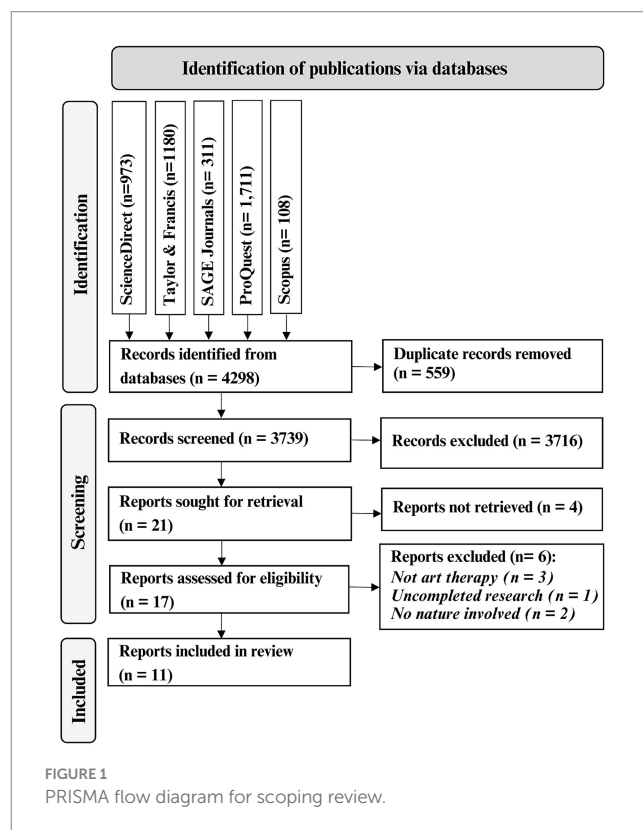 Identification of publications via databases
Identification
ScienceDirect (n=973)
Taylor & Francis (n=1180)
SAGE Journals (n= 311)
ProQuest (n= 1,711)
Scopus (n= 108)
Records identified from
databases (n = 4298)
Duplicate records removed
(n = 559)
Screening
Records screened (n = 3739)
Records excluded (n = 3716)
Reports sought for retrieval
(n = 21)
Reports not retrieved (n = 4)
Reports assessed for eligibility
(n = 17)
Reports excluded (n= 6):
Not art therapy (n = 3)
Uncompleted research (n = 1)
No nature involved (n = 2)
Included
Reports included in review
(n = 11)
FIGURE 1
PRISMA flow diagram for scoping review.